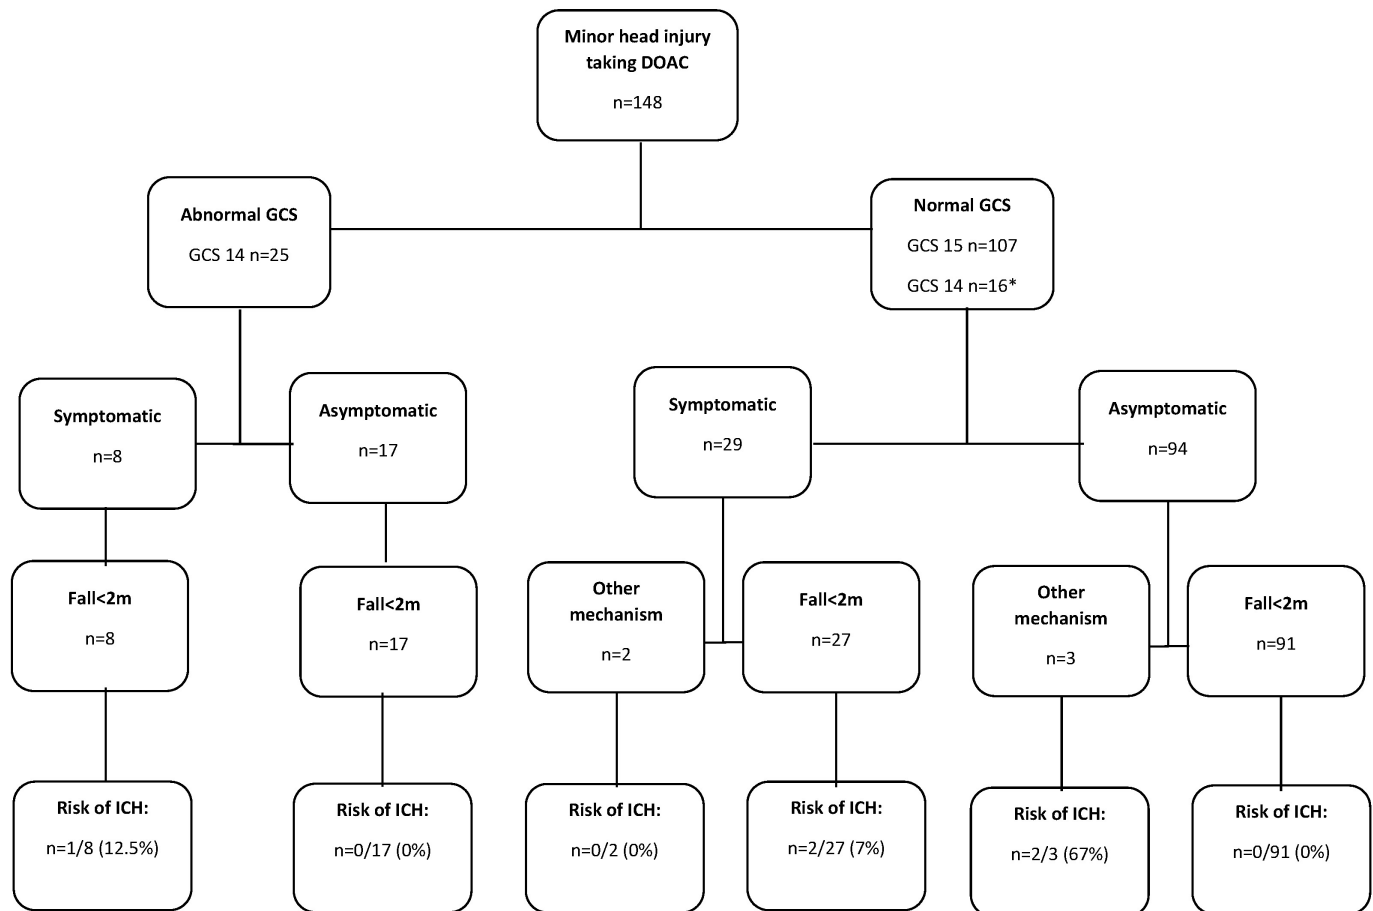 Minor head injury
taking DOAC
n=148
Abnormal GCS
GCS 14 n=25
Normal GCS
GCS 15 n=107
GCS 14 n=16*
Symptomatic
n=8
Asymptomatic
n=17
Symptomatic
n=29
Asymptomatic
n=94
Fall<2m
n=8
Fall<2m
n=17
Other
mechanism
n=2
Fall<2m
n=27
Other
mechanism
n=3
Fall<2m
n=91
Risk of ICH:
n=1/8 (12.5%)
Risk of ICH:
n=0/17 (0%)
Risk of ICH:
n=0/2 (0%)
Risk of ICH:
n=2/27 (7%)
Risk of ICH:
n=2/3 (67%)
Risk of ICH:
n=0/91 (0%)